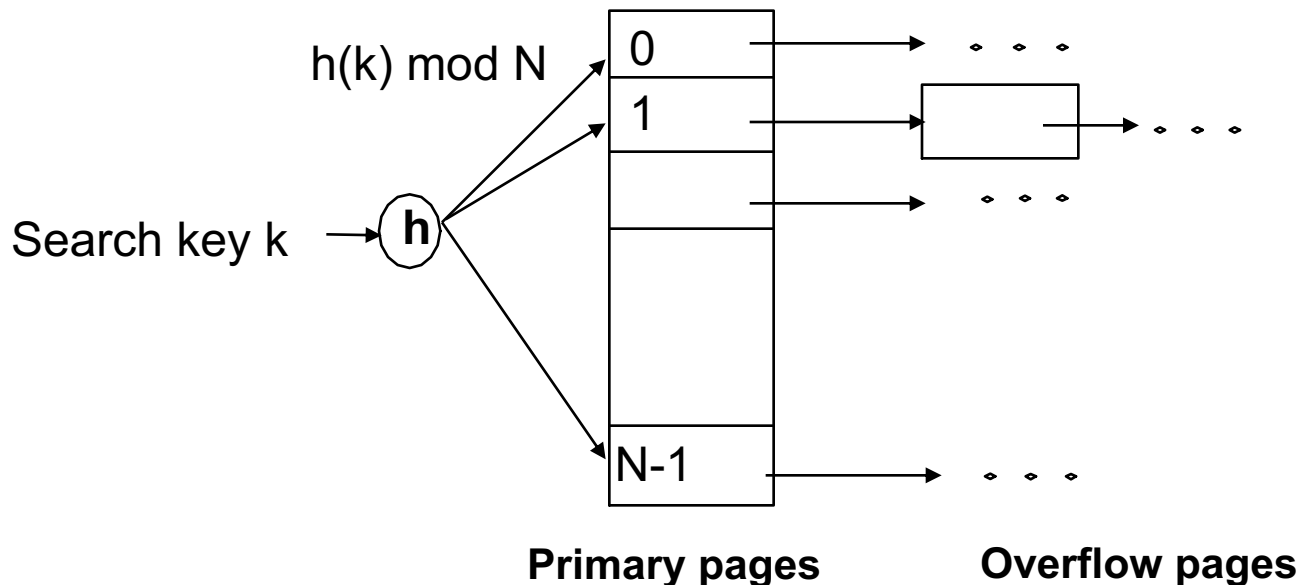 h(k) mod N
0
1
Search key k
h
N-1
Primary pages
Overflow pages